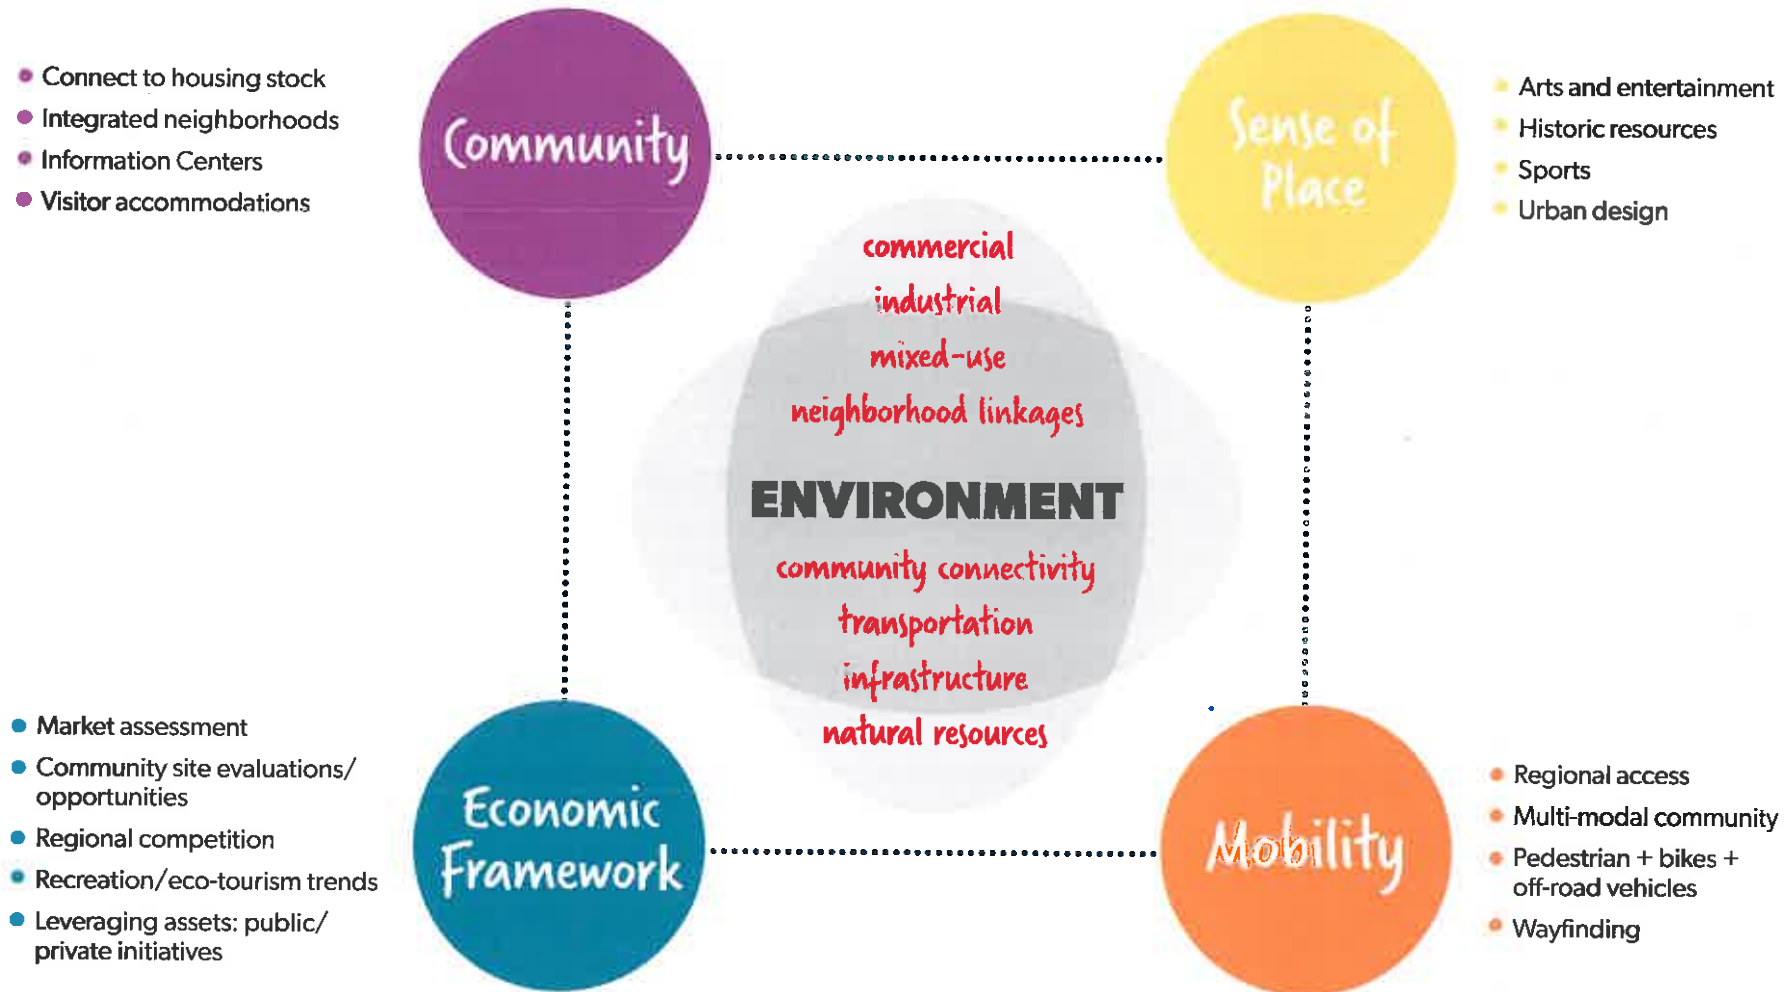 Connect to housing stock
Integrated neighborhoods
Information Centers
Visitor accommodations
Community
Sense of
Place
Arts and entertainment
Historic resources
Sports
Urban design
commercial
industrial
mixed-use
neighborhood linkages
ENVIRONMENT
community connectivity
transportation
infrastructure
natural resources
Market assessment
Community site evaluations/
opportunities
Regional competition
Recreation/eco-tourism trends
Leveraging assets: public/
private initiatives
Economic
Framework
Mobility
Regional access
Multi-modal community
Pedestrian + bikes +
off-road vehicles
Wayfinding